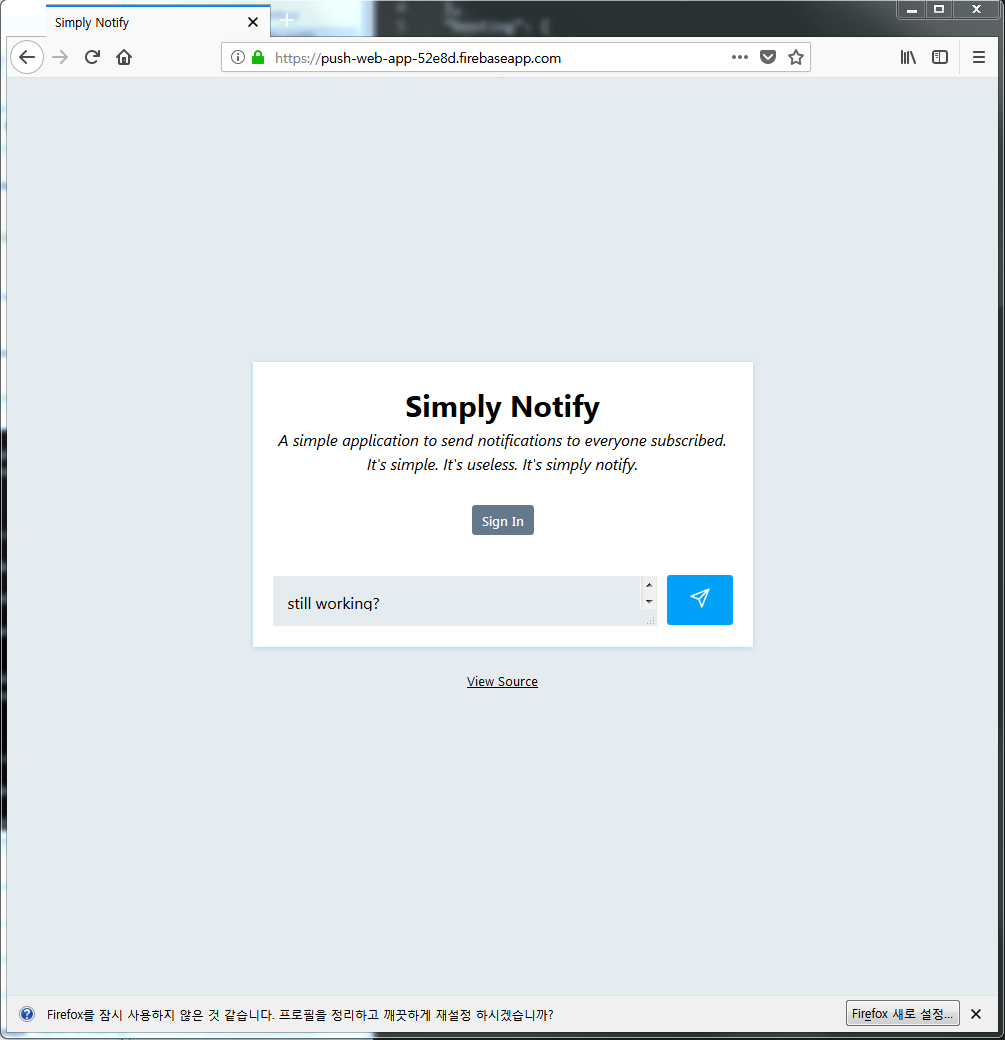 Simply Notify
"hosting": {
https://push-web-app-52e8d.firebaseapp.com
Simply Notify
A simple application to send notifications to everyone subscribed.
It's simple. It's useless. It's simply notify.
Sign In
still working?
View Source
Firefox를 잠시 사용하지 않은 것 같습니다. 프로필을 정리하고 깨끗하게 재설정 하시겠습니까?
Firefox 새로 설정...